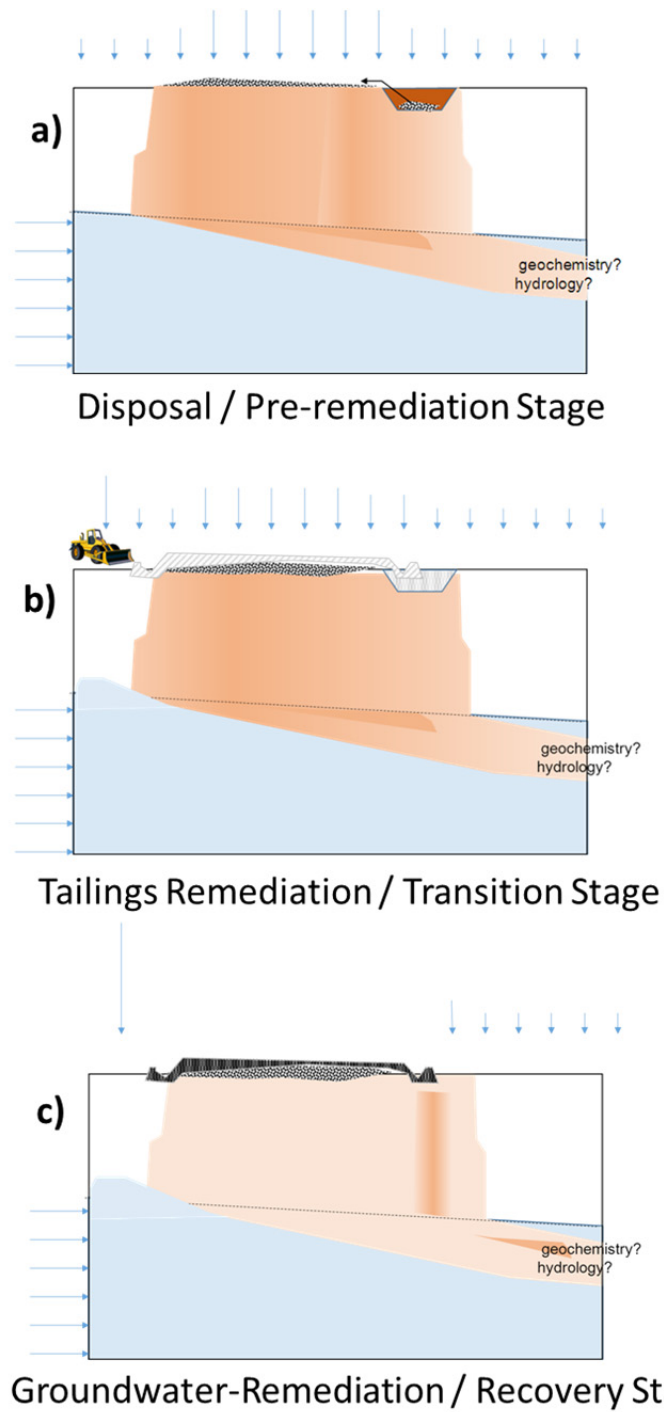 a)
geochemistry?
hydrology?
Disposal / Pre-remediation Stage
b)
geochemistry?
hydrology?
Tailings Remediation / Transition Stage
c)
geochemistry?
hydrology?
Groundwater-Remediation / Recovery St